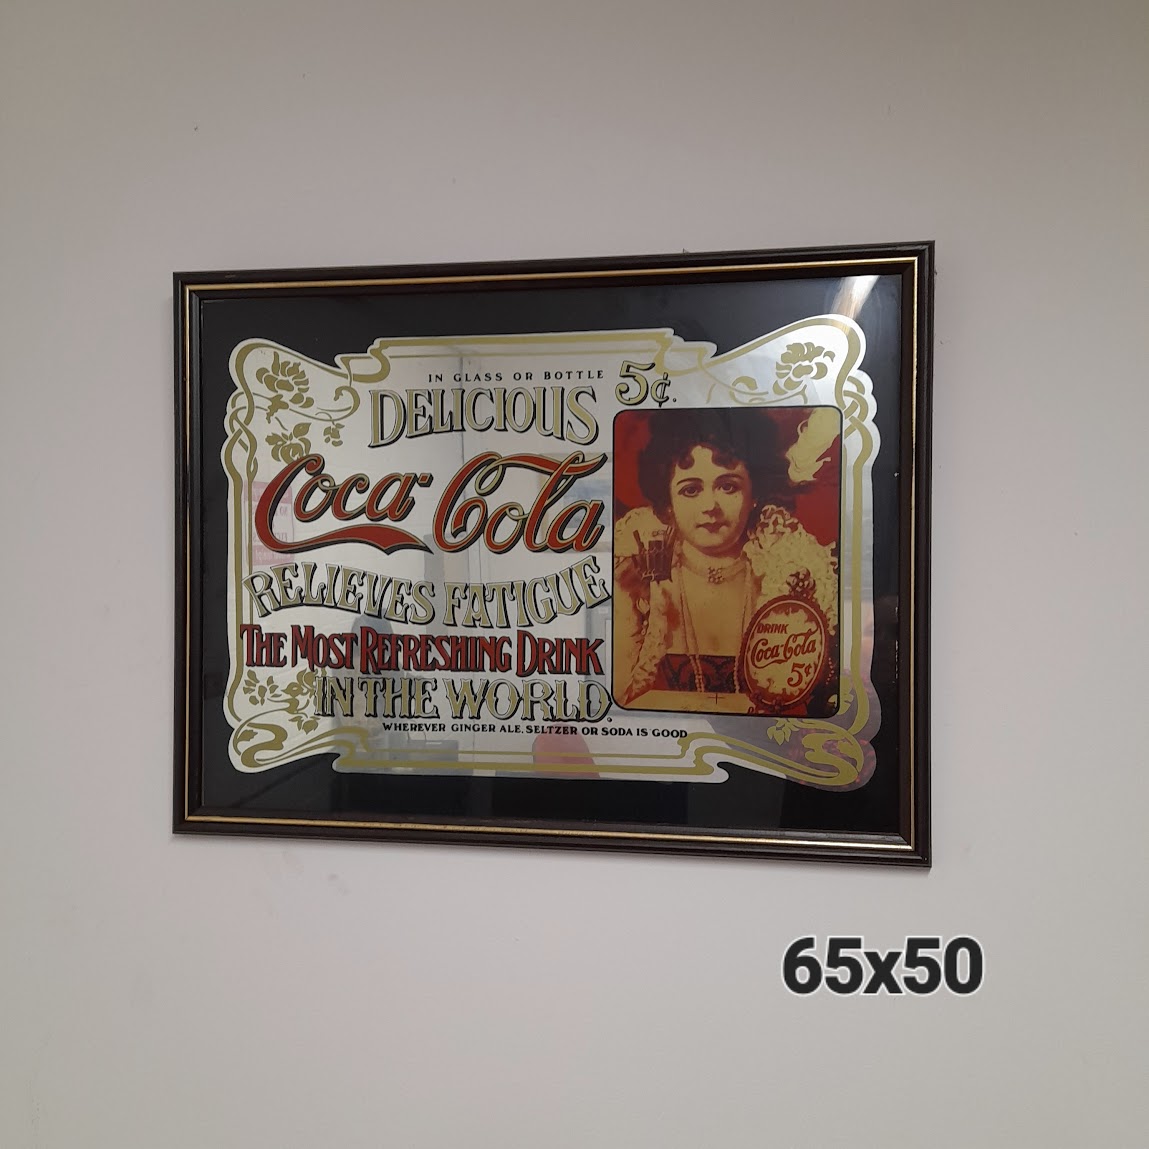 IN GLASS OR BOTTLE 5¢.
DELICIOUS
Coca-Cola
RELIEVES FATIGUE
THE MOST REFRESHING DRINK
IN THE WORLD.
WHEREVER GINGER ALE, SELTZER OR SODA IS GOOD
DRINK
Coca-Cola
5¢
65x50